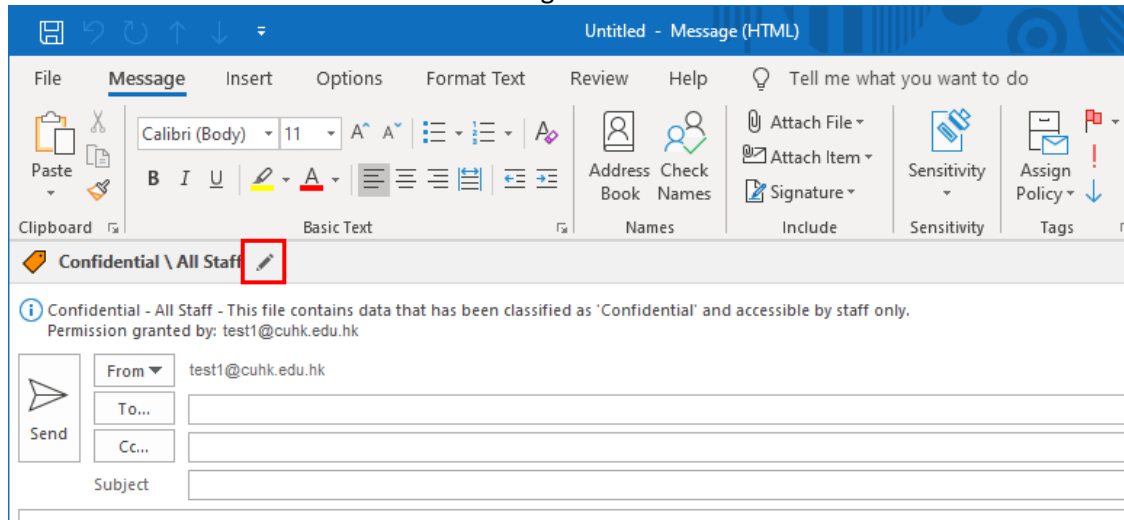 Untitled - Message (HTML)
File Message Insert Options Format Text Review Help Tell me what you want to do
Calibri (Body) 11 A^ A˅ Attach File
Paste Address Check Attach Item Sensitivity Assign
B I U A Book Names Signature Policy
Clipboard Basic Text Names Include Sensitivity Tags
Confidential \ All Staff
Confidential - All Staff - This file contains data that has been classified as 'Confidential' and accessible by staff only.
Permission granted by: test1@cuhk.edu.hk
From test1@cuhk.edu.hk
To...
Send
Cc...
Subject